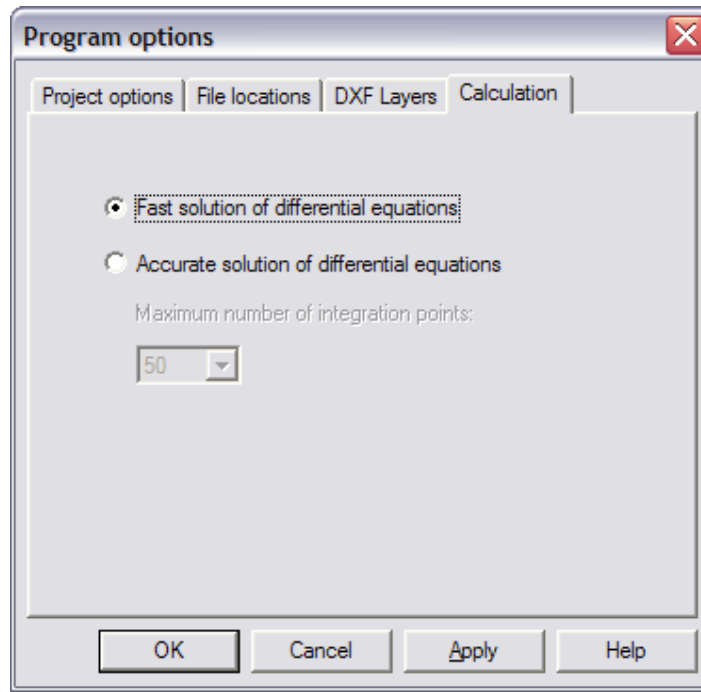 Program options
Project options File locations DXF Layers Calculation
Fast solution of differential equations
Accurate solution of differential equations
Maximum number of integration points:
50
OK Cancel Apply Help